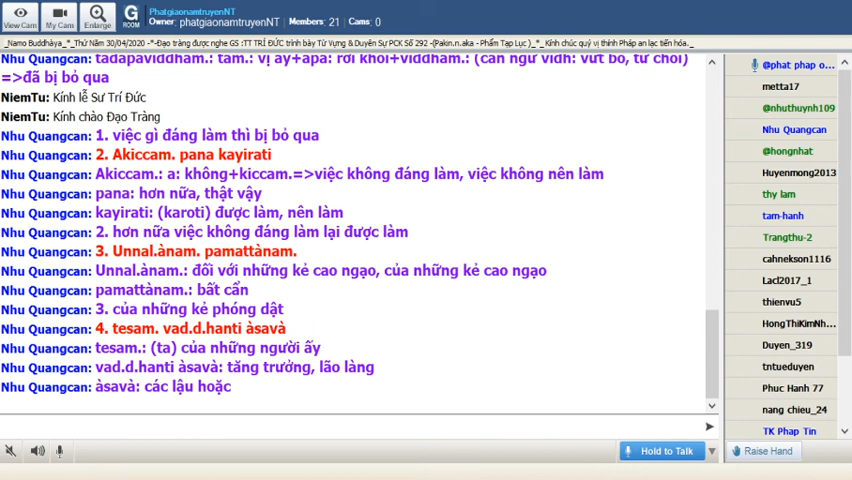 View Cam
My Cam
Enlarge
G
ROOM
PhatgiaonamtruyenNT
Owner: phatgiaonamtruyenNT Members: 21 Cams: 0
_Namo Buddhàya_*_Thứ Năm 30/04/2020 -*-Đạo tràng được nghe GS :TT TRÍ ĐỨC trình bày Từ Vựng &Duyên Sự PCK Số 292 -(Pakin.n.aka - Phẩm Tạp Lục )_*_ Kính chúc quý vị thính Pháp an lạc tiến hóa._
tadapaviddham.: tam.: vị ấy+apa: rời khỏi+viddham.: (căn ngữ vidh: vứt bỏ, từ chối)
=>đã bị bỏ qua
NiemTu: Kính lễ Sư Trí Đức
NiemTu: Kính chào Đạo Tràng
Nhu Quangcan: 1. việc gì đáng làm thì bị bỏ qua
Nhu Quangcan: 2. Akiccam. pana kayirati
Nhu Quangcan: Akiccam.: a: không+kiccam.=>việc không đáng làm, việc không nên làm
Nhu Quangcan: pana: hơn nữa, thật vậy
Nhu Quangcan: kayirati: (karoti) được làm, nên làm
Nhu Quangcan: 2. hơn nữa việc không đáng làm lại được làm
Nhu Quangcan: 3. Unnal.ànam. pamattànam.
Nhu Quangcan: Unnal.ànam.: đối với những kẻ cao ngạo, của những kẻ cao ngạo
Nhu Quangcan: pamattànam.: bất cẩn
Nhu Quangcan: 3. của những kẻ phóng dật
Nhu Quangcan: 4. tesam. vad.d.hanti àsavà
Nhu Quangcan: tesam.: (ta) của những người ấy
Nhu Quangcan: vad.d.hanti àsavà: tăng trưởng, lão làng
Nhu Quangcan: àsavà: các lậu hoặc
@phat phap o...
metta17
@nhuthuynh109
Nhu Quangcan
@hongnhat
Huyenmong2013
thy lam
tam-hanh
Trangthu-2
cahnekson1116
Lacl2017_1
thienvu5
HongThiKimNh...
Duyen_319
tntueduyen
Phuc Hanh 77
nang chieu_24
TK Phap Tin
Hold to Talk
Raise Hand